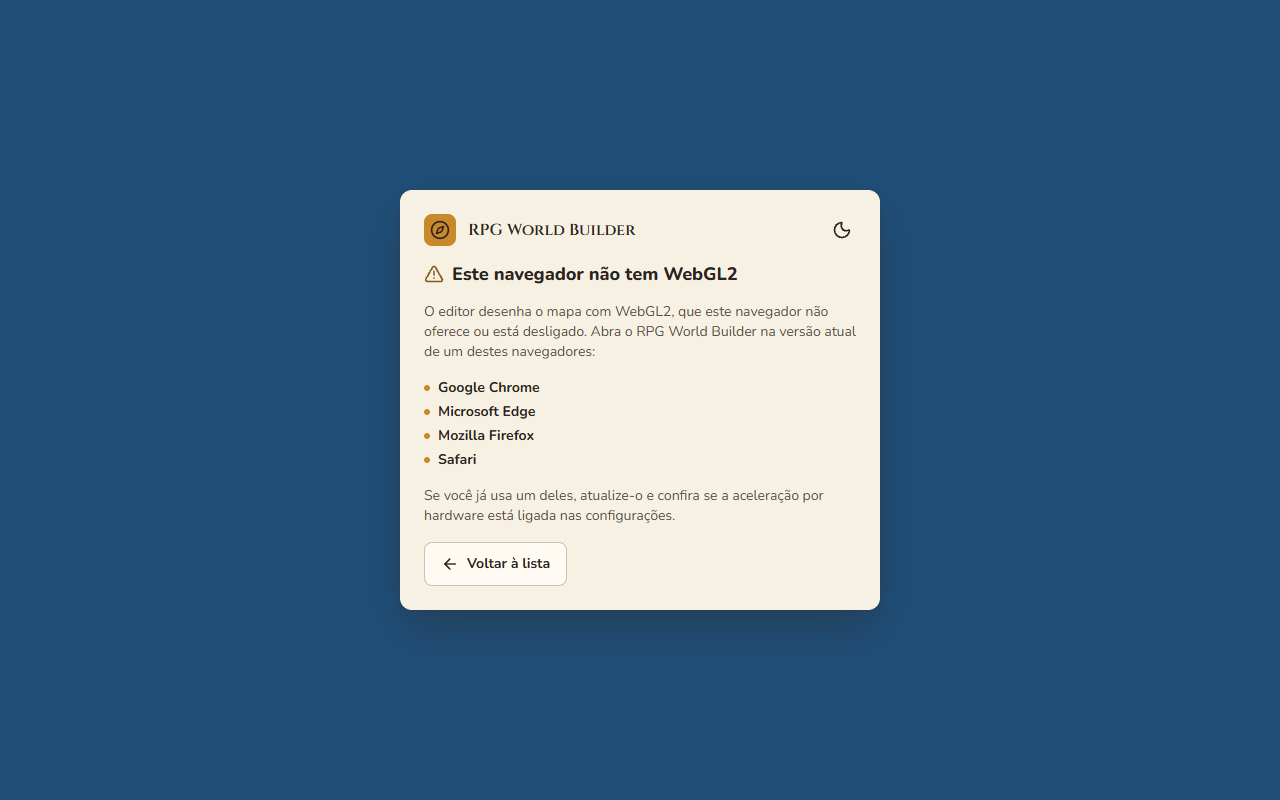 RPG World Builder
Este navegador não tem WebGL2
O editor desenha o mapa com WebGL2, que este navegador não
oferece ou está desligado. Abra o RPG World Builder na versão atual
de um destes navegadores:
Google Chrome
Microsoft Edge
Mozilla Firefox
Safari
Se você já usa um deles, atualize-o e confira se a aceleração por
hardware está ligada nas configurações.
Voltar à lista